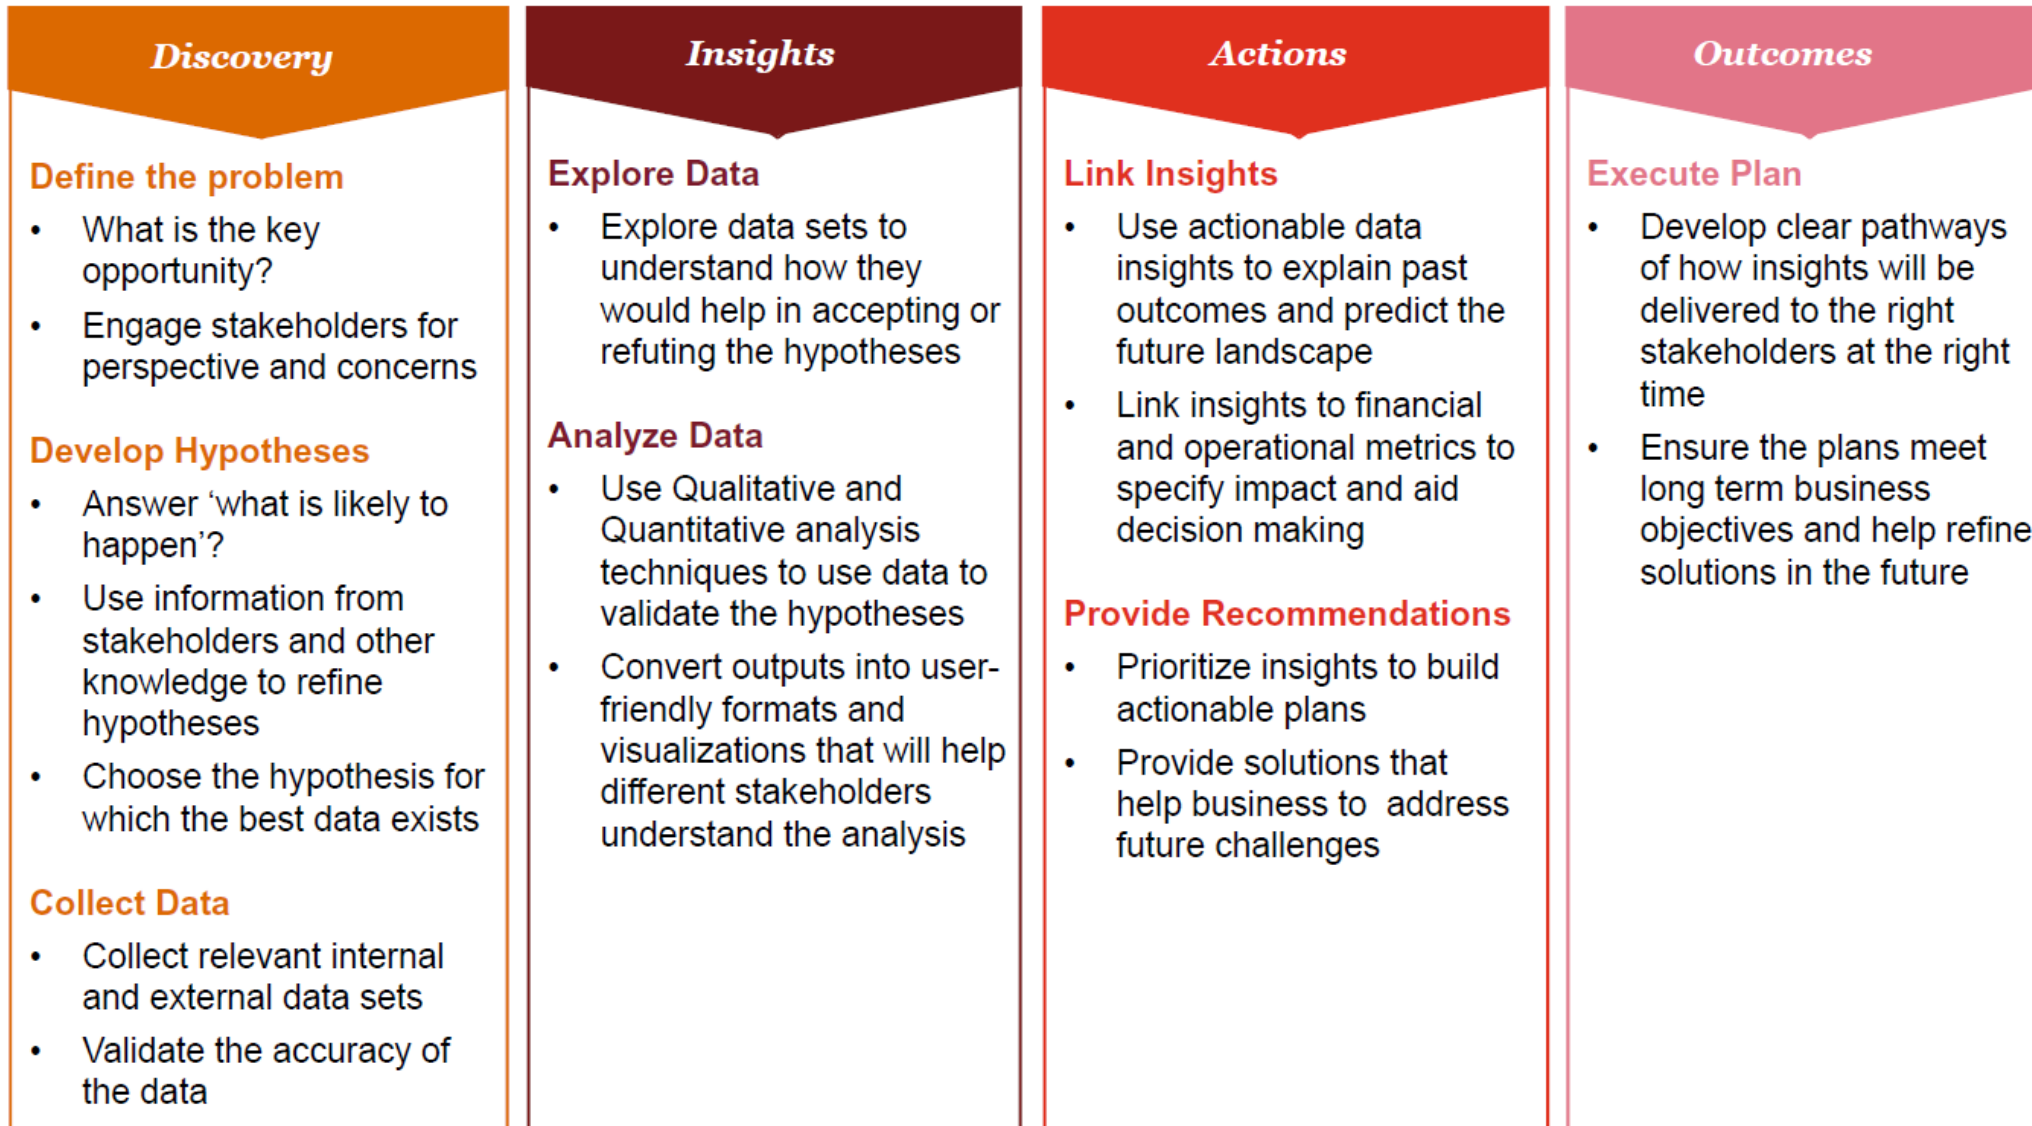 Discovery
Define the problem
• What is the key
opportunity?
• Engage stakeholders for
perspective and concerns
Develop Hypotheses
• Answer ‘what is likely to
happen’?
• Use information from
stakeholders and other
knowledge to refine
hypotheses
• Choose the hypothesis for
which the best data exists
Collect Data
• Collect relevant internal
and external data sets
• Validate the accuracy of
the data
Insights
Explore Data
• Explore data sets to
understand how they
would help in accepting or
refuting the hypotheses
Analyze Data
• Use Qualitative and
Quantitative analysis
techniques to use data to
validate the hypotheses
• Convert outputs into user-
friendly formats and
visualizations that will help
different stakeholders
understand the analysis
Actions
Link Insights
• Use actionable data
insights to explain past
outcomes and predict the
future landscape
• Link insights to financial
and operational metrics to
specify impact and aid
decision making
Provide Recommendations
• Prioritize insights to build
actionable plans
• Provide solutions that
help business to address
future challenges
Outcomes
Execute Plan
• Develop clear pathways
of how insights will be
delivered to the right
stakeholders at the right
time
• Ensure the plans meet
long term business
objectives and help refine
solutions in the future